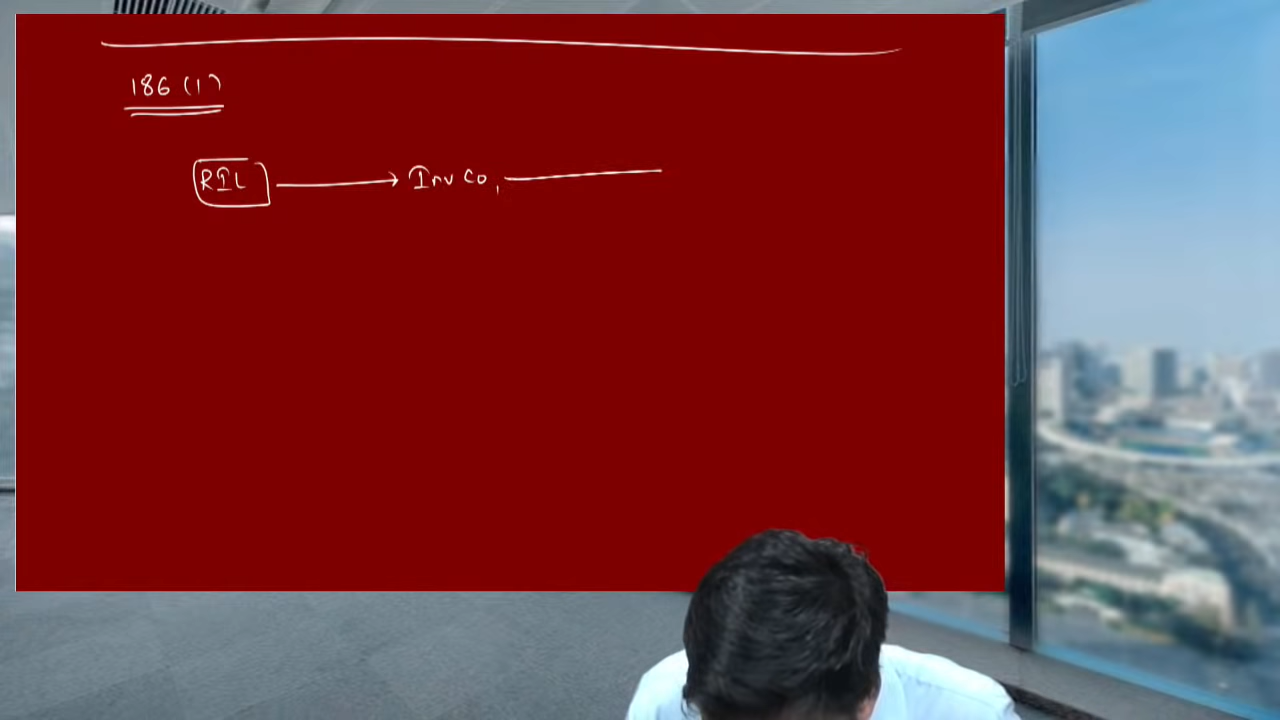 186 (1)
RIL → Inv Co,